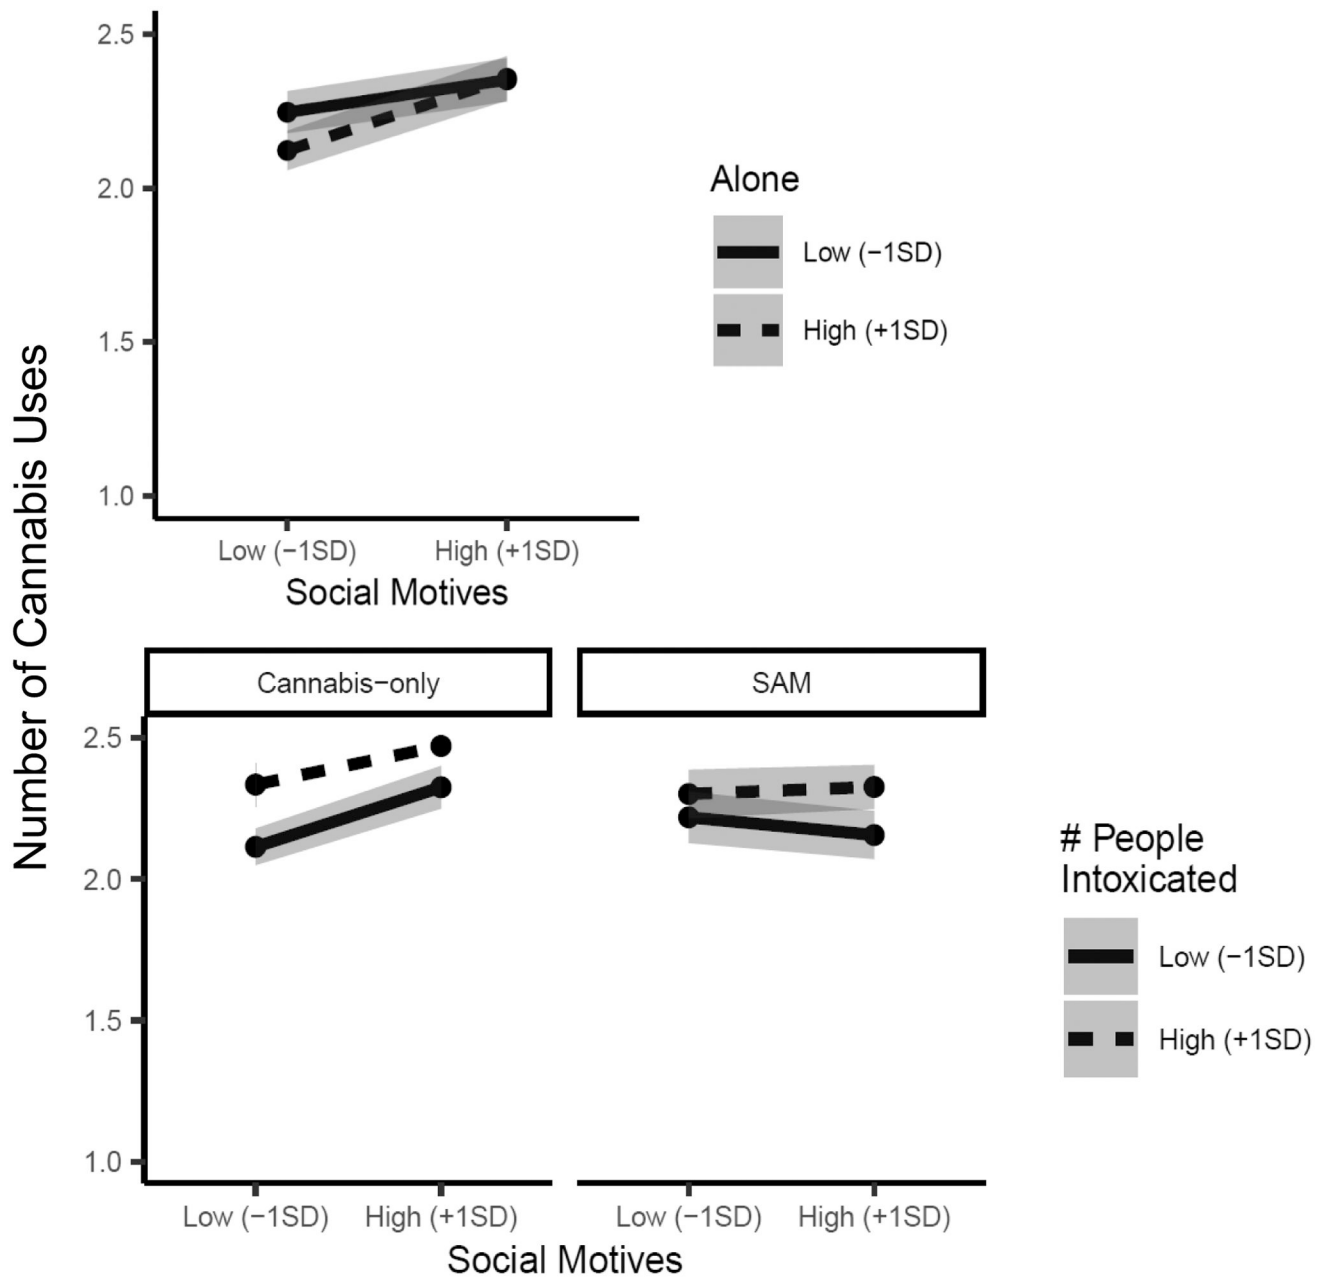 Number of Cannabis Uses
2.5
2.0
1.5
1.0
Low (−1SD)
High (+1SD)
Social Motives
Alone
Low (−1SD)
High (+1SD)
Cannabis−only
SAM
2.5
2.0
1.5
1.0
Low (−1SD)
High (+1SD)
Low (−1SD)
High (+1SD)
Social Motives
# People
Intoxicated
Low (−1SD)
High (+1SD)